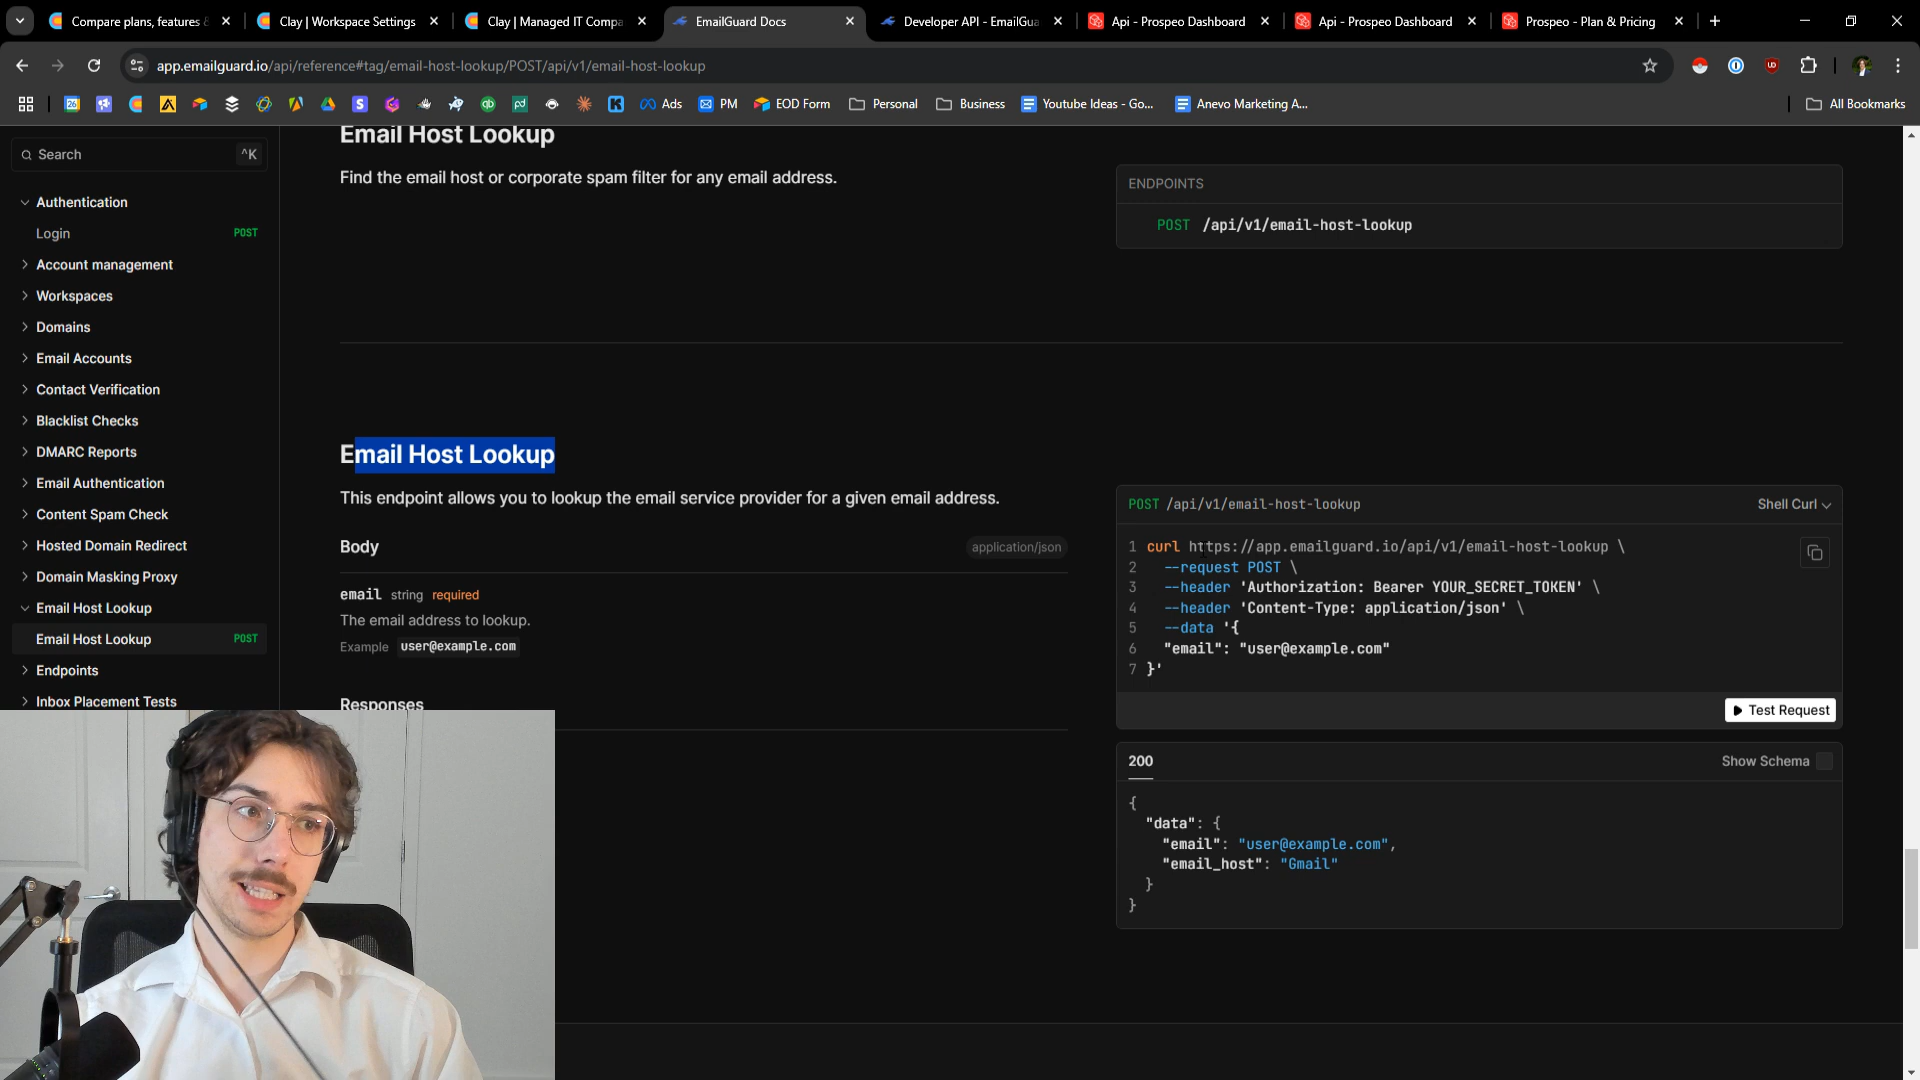 Compare plans, features &
Clay | Workspace Settings
Clay | Managed IT Compa
EmailGuard Docs
Developer API - EmailGua
Api - Prospeo Dashboard
Api - Prospeo Dashboard
Prospeo - Plan & Pricing
app.emailguard.io/api/reference#tag/email-host-lookup/POST/api/v1/email-host-lookup
Ads
PM
EOD Form
Personal
Business
Youtube Ideas - Go...
Anevo Marketing A...
All Bookmarks
Search
^K
Authentication
Login POST
Account management
Workspaces
Domains
Email Accounts
Contact Verification
Blacklist Checks
DMARC Reports
Email Authentication
Content Spam Check
Hosted Domain Redirect
Domain Masking Proxy
Email Host Lookup
Email Host Lookup POST
Endpoints
Inbox Placement Tests
Email Host Lookup
Find the email host or corporate spam filter for any email address.
ENDPOINTS
POST /api/v1/email-host-lookup
Email Host Lookup
This endpoint allows you to lookup the email service provider for a given email address.
Body application/json
email string required
The email address to lookup.
Example user@example.com
Responses
POST /api/v1/email-host-lookup Shell Curl
1 curl https://app.emailguard.io/api/v1/email-host-lookup \
2 --request POST \
3 --header 'Authorization: Bearer YOUR_SECRET_TOKEN' \
4 --header 'Content-Type: application/json' \
5 --data '{
6 "email": "user@example.com"
7 }'
Test Request
200 Show Schema
{
"data": {
"email": "user@example.com",
"email_host": "Gmail"
}
}